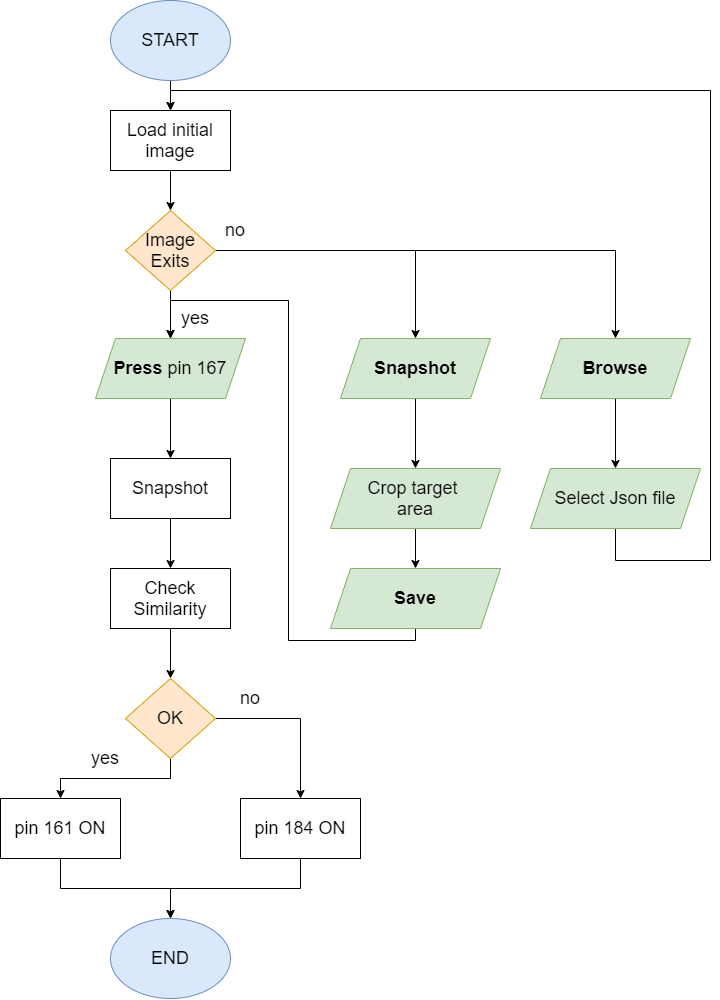 START
Load initial
image
Image
Exits
no
yes
Press pin 167
Snapshot
Browse
Snapshot
Crop target
area
Select Json file
Check
Similarity
Save
OK
no
yes
pin 161 ON
pin 184 ON
END